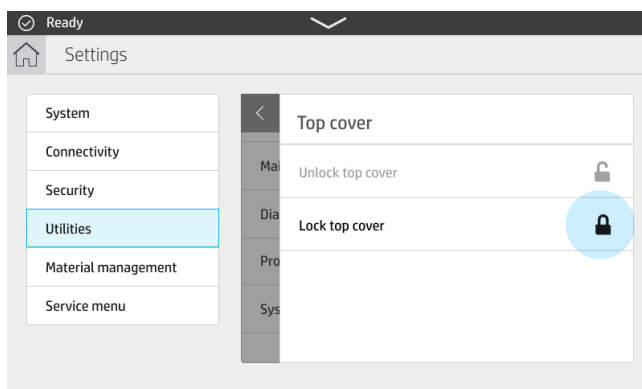 Ready
Settings
System
Connectivity
Security
Utilities
Material management
Service menu
Top cover
Mai
Unlock top cover
Dia
Lock top cover
Pro
Sys